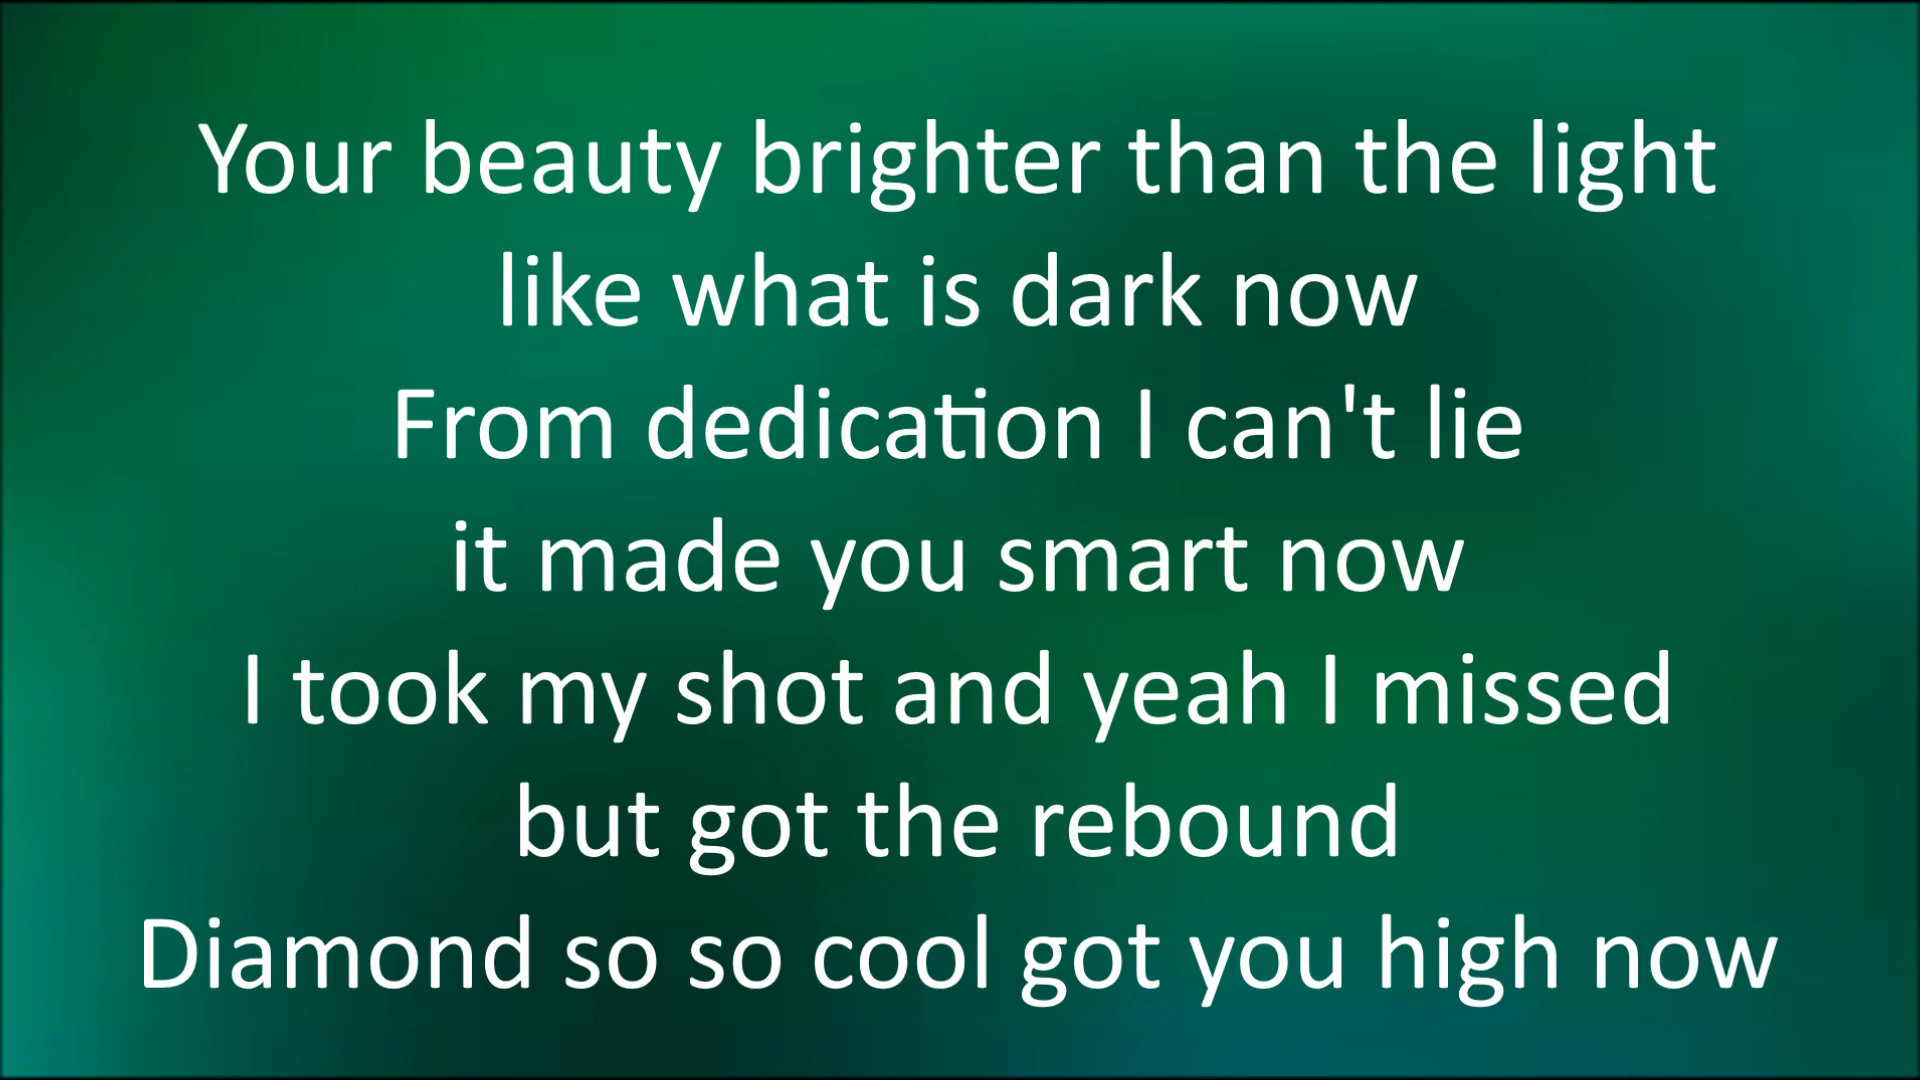 Your beauty brighter than the light
like what is dark now
From dedication I can't lie
it made you smart now
I took my shot and yeah I missed
but got the rebound
Diamond so so cool got you high now